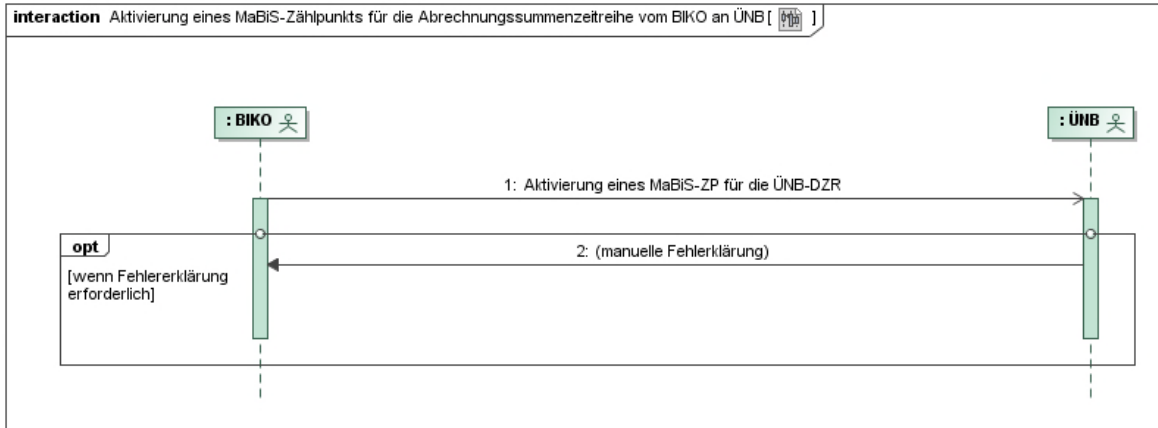 interaction Aktivierung eines MaBiS-Zählpunkts für die Abrechnungssummenzeitreihe vom BIKO an ÜNB [ ]
: BIKO
: ÜNB
1: Aktivierung eines MaBiS-ZP für die ÜNB-DZR
opt
2: (manuelle Fehlerklärung)
[wenn Fehlererklärung
erforderlich]